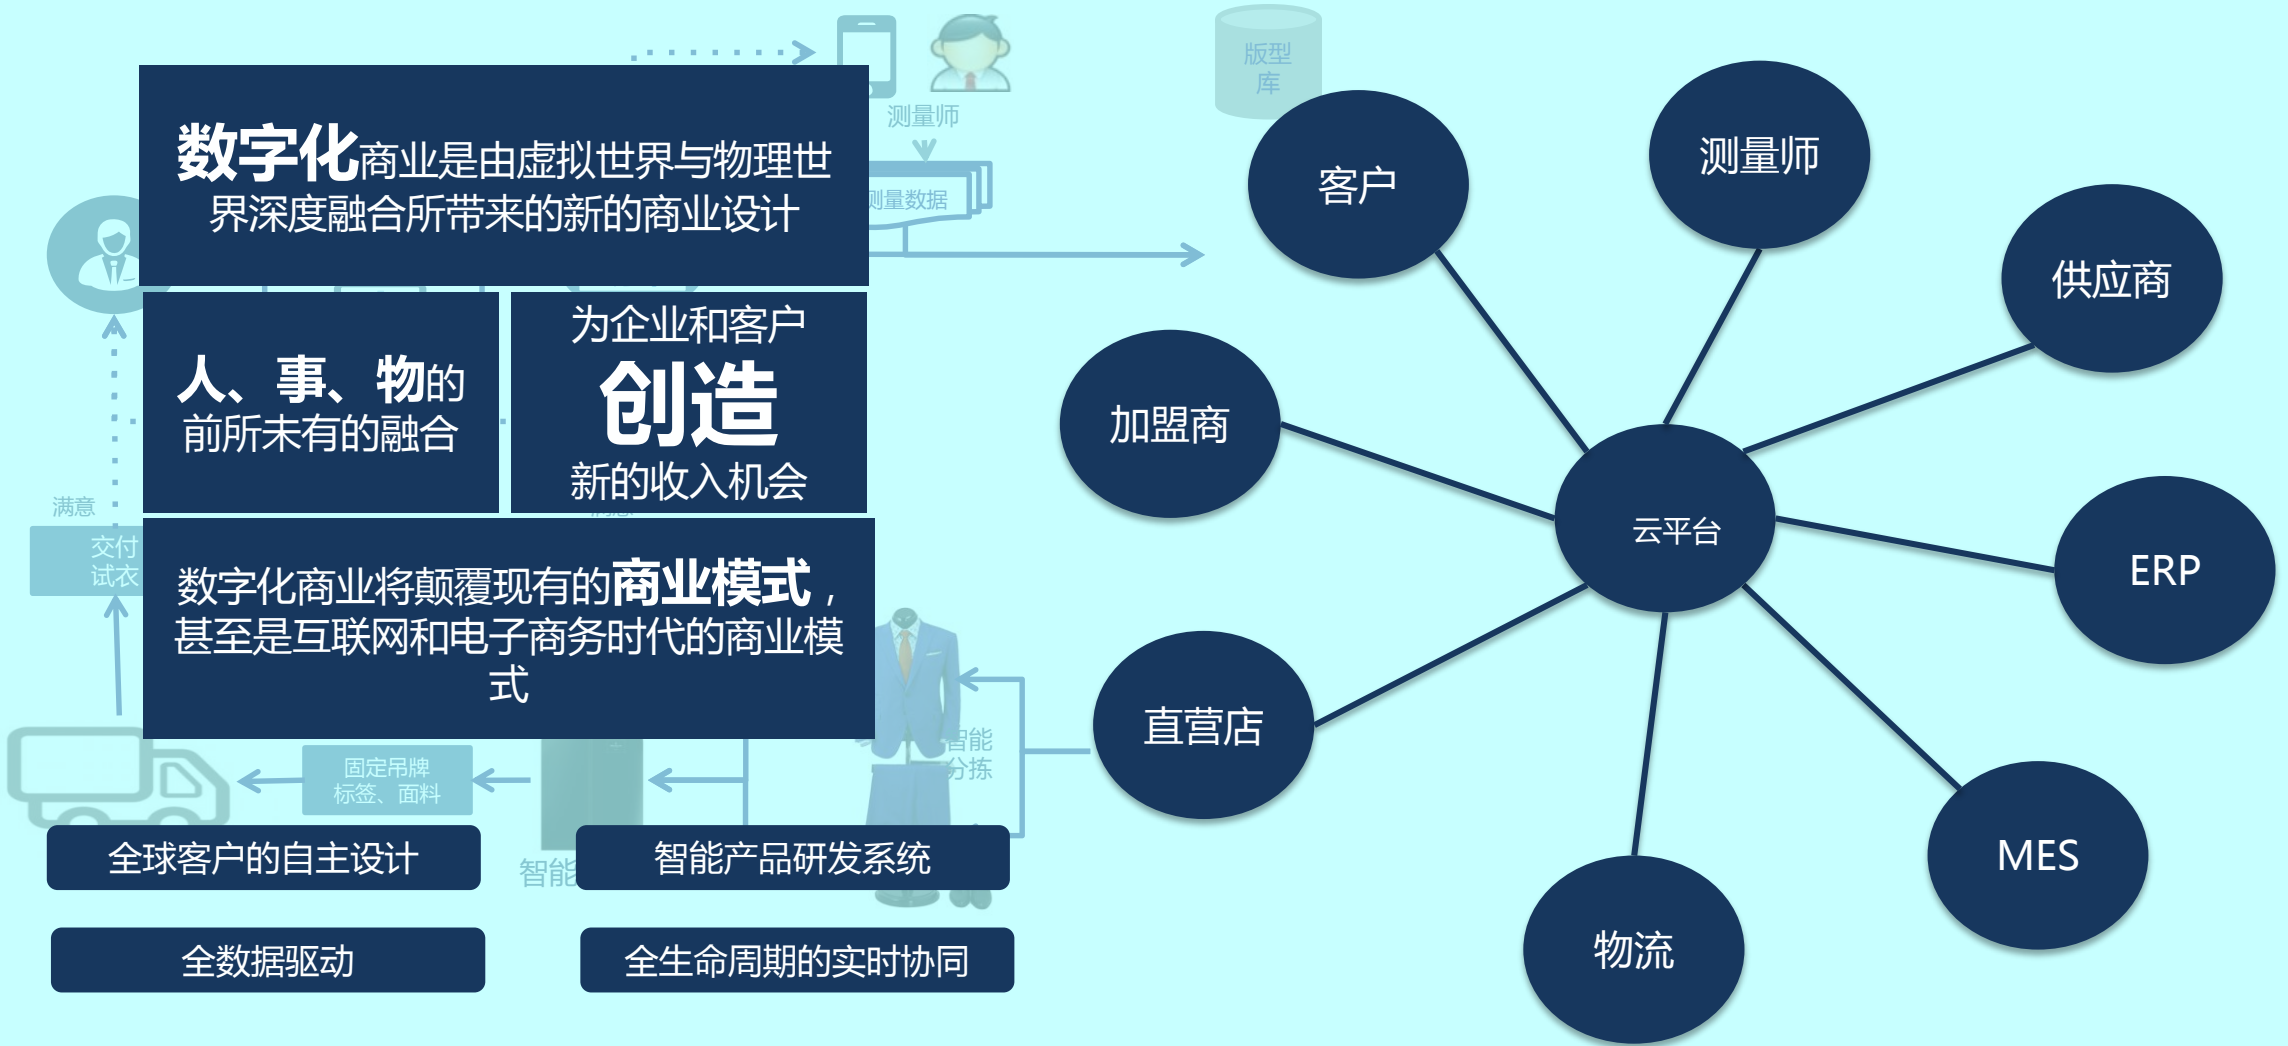 数字化商业是由虚拟世界与物理世
界深度融合所带来的新的商业设计
人、事、物的
前所未有的融合
为企业和客户
创造
新的收入机会
数字化商业将颠覆现有的商业模式，
甚至是互联网和电子商务时代的商业模
式
全球客户的自主设计
智能产品研发系统
全数据驱动
全生命周期的实时协同
测量师
测量数据
版型
库
满意
交付
试衣
固定吊牌
标签、面料
智能
智能
分拣
客户
测量师
供应商
加盟商
云平台
ERP
直营店
MES
物流